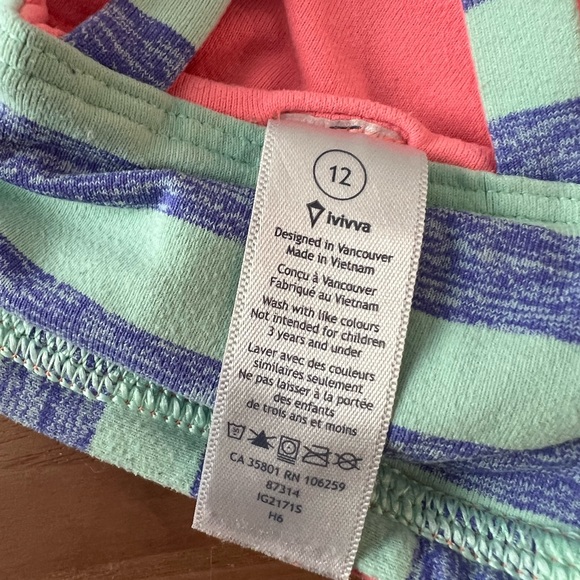 12
ivivva
Designed in Vancouver
Made in Vietnam
Conçu à Vancouver
Fabriqué au Vietnam
Wash with like colours
Not intended for children
3 years and under
Laver avec des couleurs
similaires seulement
Ne pas laisser à la portée
des enfants
de trois ans et moins
CA 35801 RN 106259
87314
IG2171S
H6